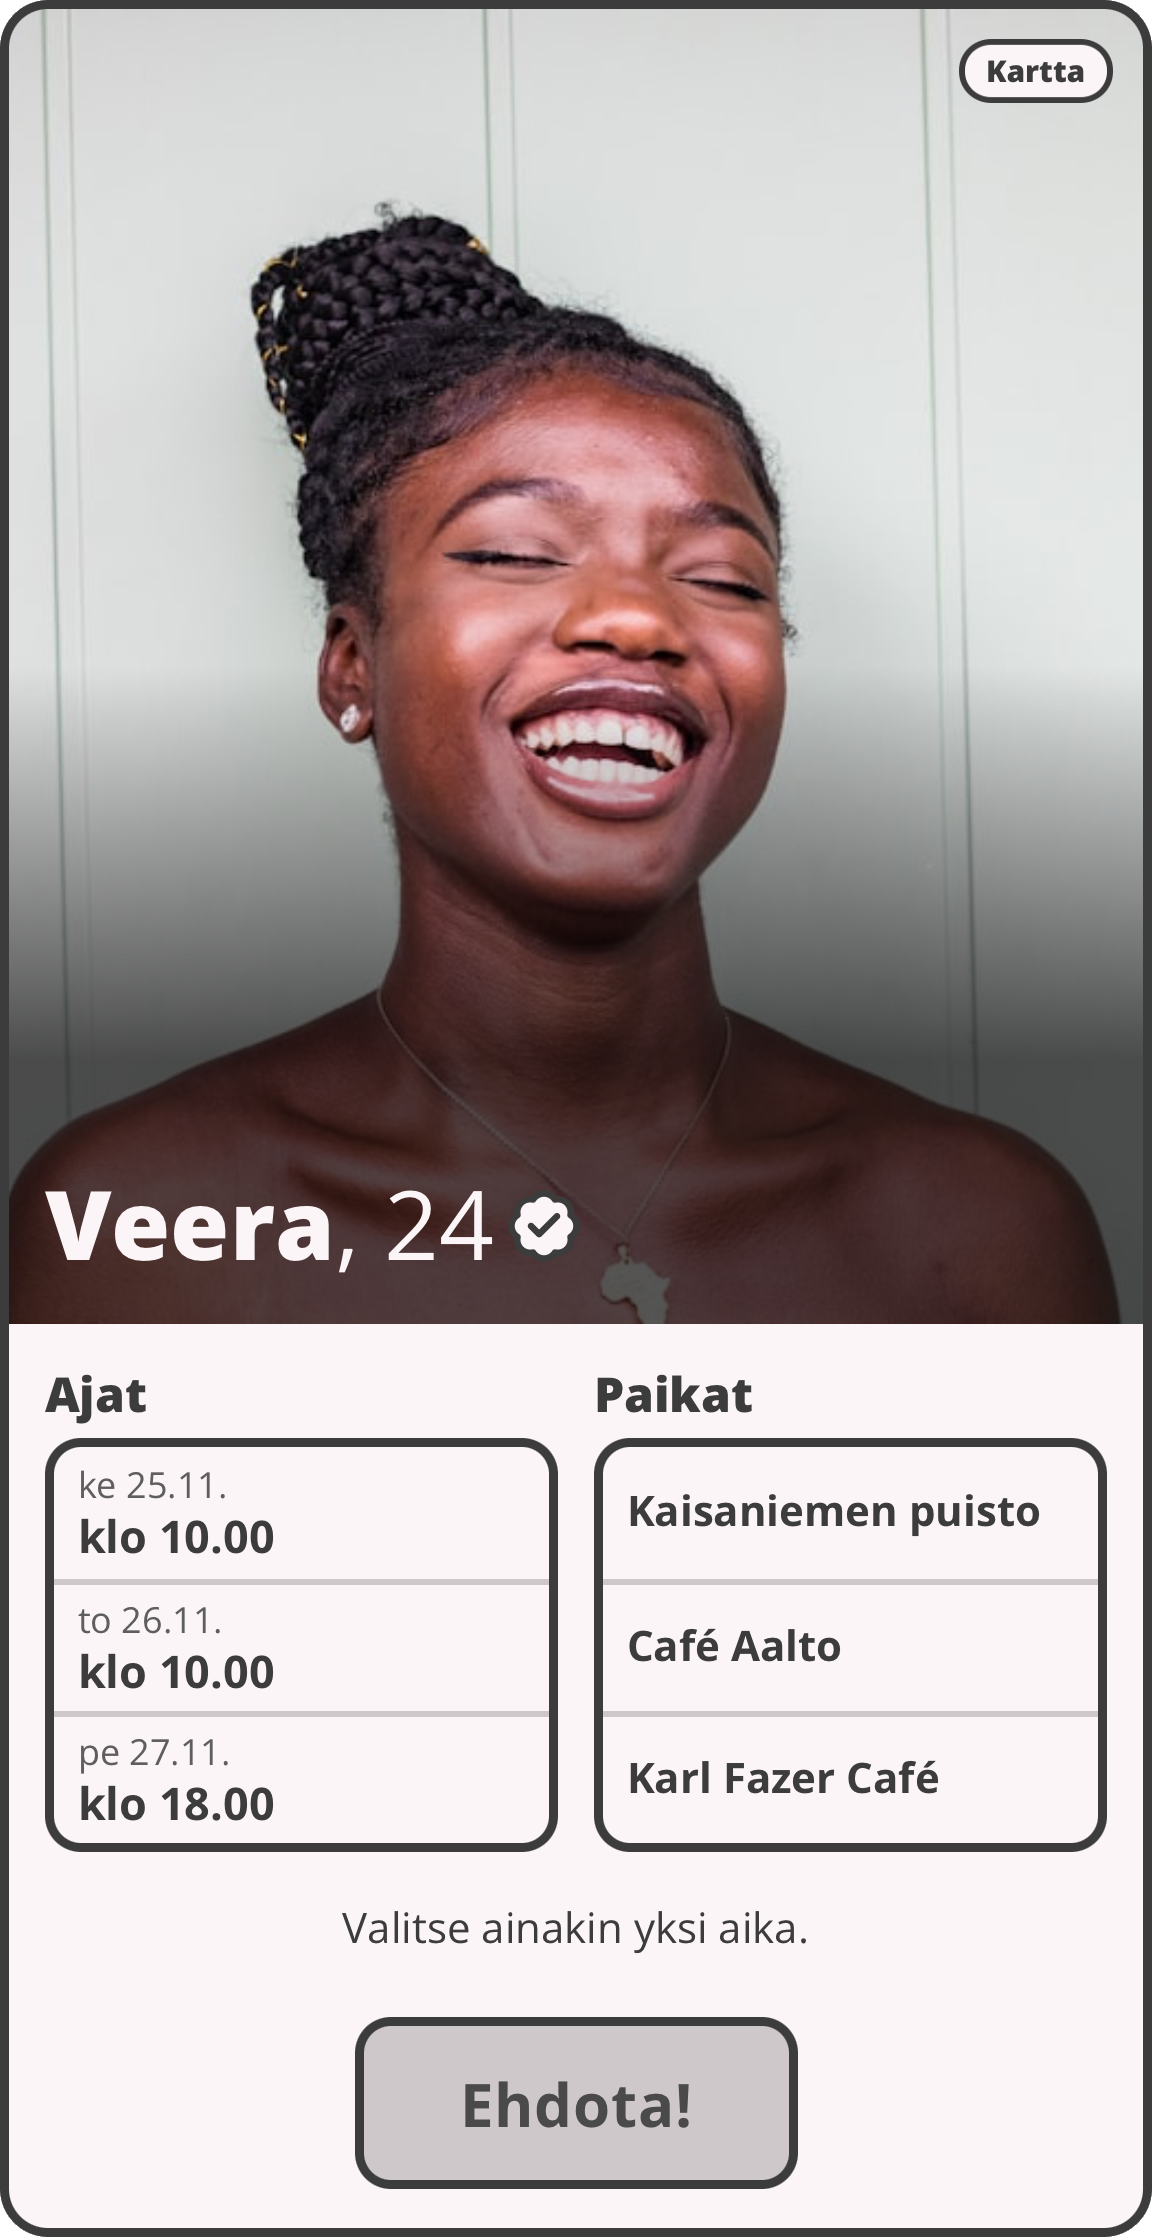 Kartta
Veera, 24
Ajat
ke 25.11.
klo 10.00
to 26.11.
klo 10.00
pe 27.11.
klo 18.00
Paikat
Kaisaniemen puisto
Café Aalto
Karl Fazer Café
Valitse ainakin yksi aika.
Ehdota!